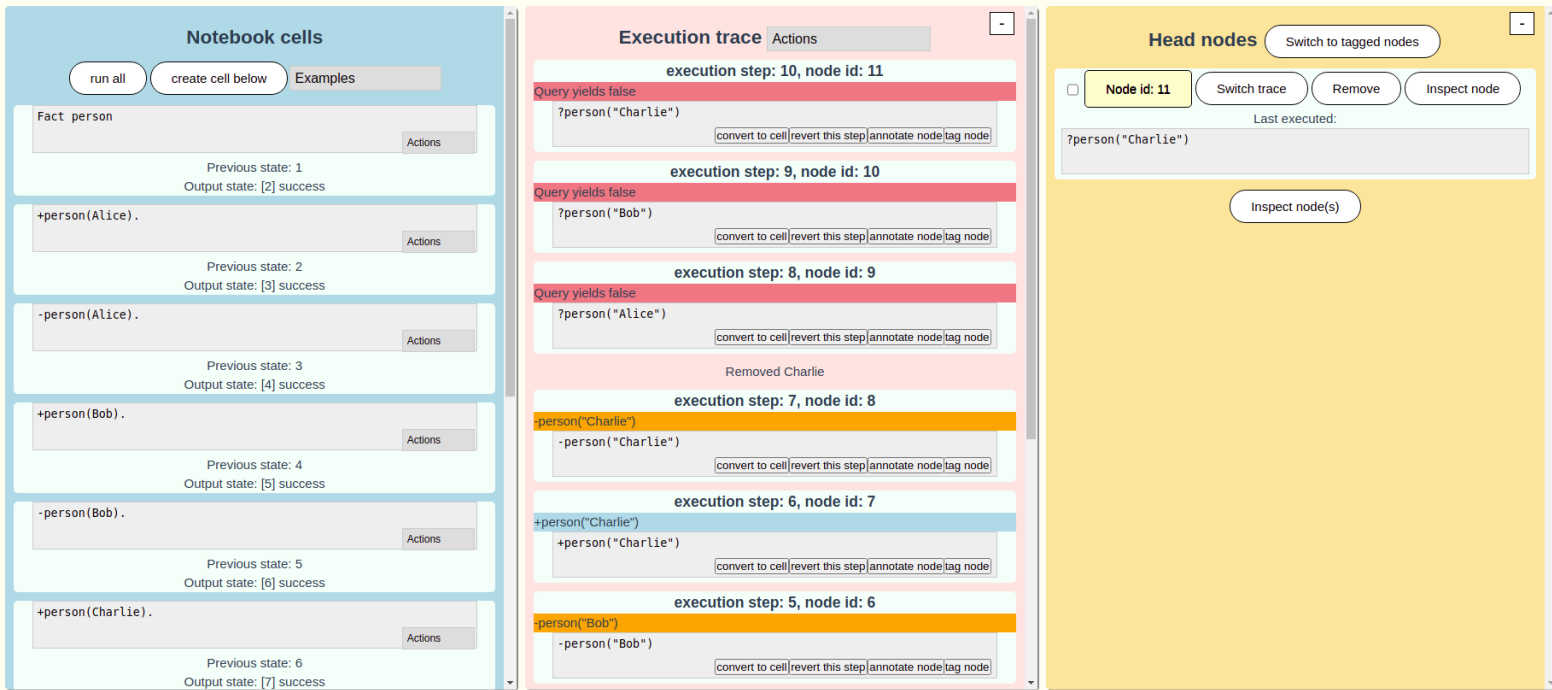 Notebook cells
run all
create cell below
Examples
Fact person
Actions
Previous state: 1
Output state: [2] success
+person(Alice).
Actions
Previous state: 2
Output state: [3] success
-person(Alice).
Actions
Previous state: 3
Output state: [4] success
+person(Bob).
Actions
Previous state: 4
Output state: [5] success
-person(Bob).
Actions
Previous state: 5
Output state: [6] success
+person(Charlie).
Actions
Previous state: 6
Output state: [7] success
Execution trace
Actions
-
execution step: 10, node id: 11
Query yields false
?person("Charlie")
convert to cell revert this step annotate node tag node
execution step: 9, node id: 10
Query yields false
?person("Bob")
convert to cell revert this step annotate node tag node
execution step: 8, node id: 9
Query yields false
?person("Alice")
convert to cell revert this step annotate node tag node
Removed Charlie
execution step: 7, node id: 8
-person("Charlie")
-person("Charlie")
convert to cell revert this step annotate node tag node
execution step: 6, node id: 7
+person("Charlie")
+person("Charlie")
convert to cell revert this step annotate node tag node
execution step: 5, node id: 6
-person("Bob")
-person("Bob")
convert to cell revert this step annotate node tag node
Head nodes
Switch to tagged nodes
-
Node id: 11
Switch trace
Remove
Inspect node
Last executed:
?person("Charlie")
Inspect node(s)